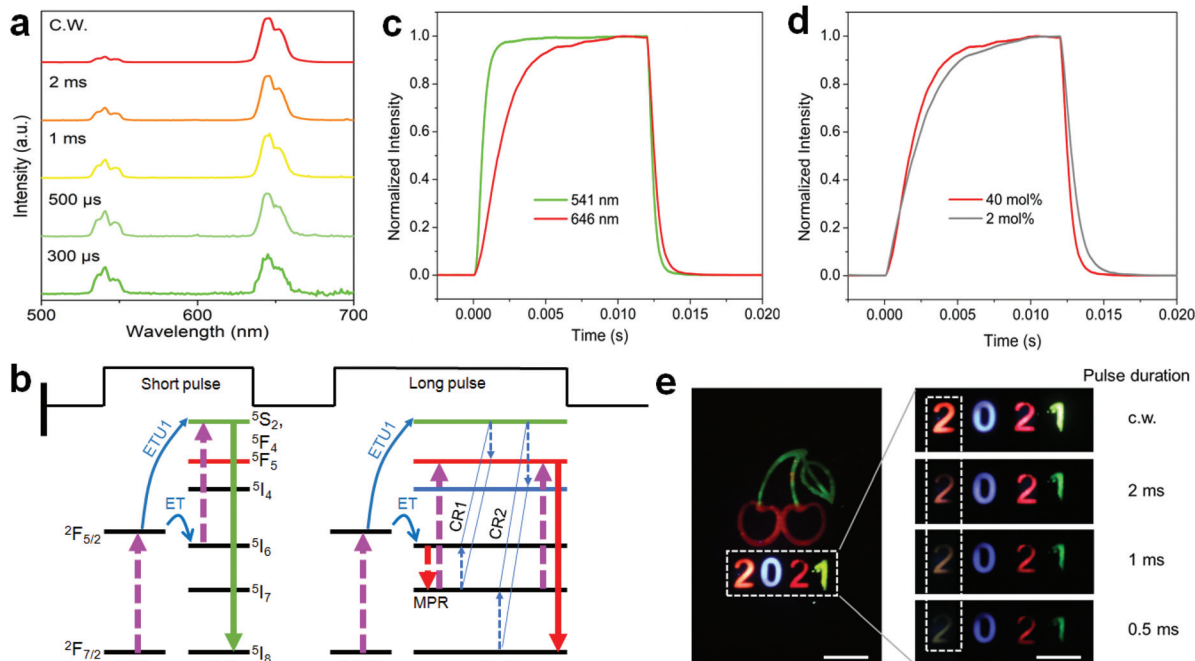 a
C.W.
2 ms
1 ms
500 µs
300 µs
Intensity (a.u.)
500 600 700
Wavelength (nm)
c
Normalized Intensity
1.0
0.8
0.6
0.4
0.2
0.0
541 nm
646 nm
0.000 0.005 0.010 0.015 0.020
Time (s)
d
Normalized Intensity
1.0
0.8
0.6
0.4
0.2
0.0
40 mol%
2 mol%
0.000 0.005 0.010 0.015 0.020
Time (s)
b
Short pulse
Long pulse
ETU1
ET
²F₅/₂
²F₇/₂
⁵S₂,
⁵F₄
⁵F₅
⁵I₄
⁵I₆
⁵I₇
⁵I₈
ETU1
ET
CR1
CR2
MPR
e
2021
Pulse duration
2021 c.w.
2021 2 ms
2021 1 ms
2021 0.5 ms